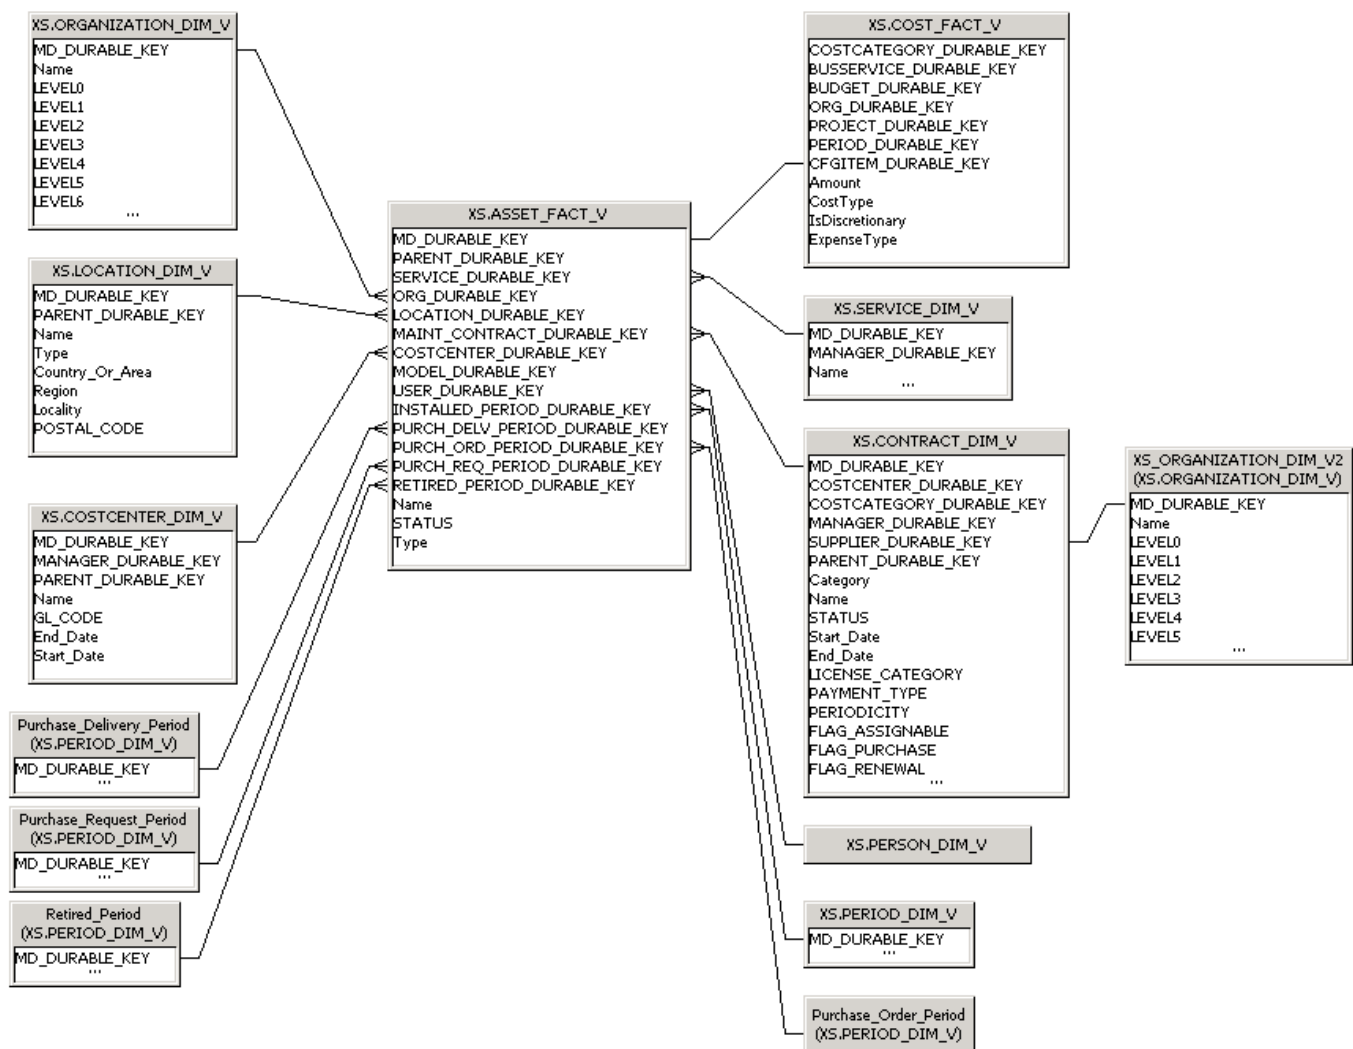 XS.ORGANIZATION_DIM_V
MD_DURABLE_KEY
Name
LEVEL0
LEVEL1
LEVEL2
LEVEL3
LEVEL4
LEVEL5
LEVEL6
...
XS.LOCATION_DIM_V
MD_DURABLE_KEY
PARENT_DURABLE_KEY
Name
Type
Country_Or_Area
Region
Locality
POSTAL_CODE
XS.COSTCENTER_DIM_V
MD_DURABLE_KEY
MANAGER_DURABLE_KEY
PARENT_DURABLE_KEY
Name
GL_CODE
End_Date
Start_Date
Purchase_Delivery_Period
(XS.PERIOD_DIM_V)
MD_DURABLE_KEY
...
Purchase_Request_Period
(XS.PERIOD_DIM_V)
MD_DURABLE_KEY
...
Retired_Period
(XS.PERIOD_DIM_V)
MD_DURABLE_KEY
...
XS.ASSET_FACT_V
MD_DURABLE_KEY
PARENT_DURABLE_KEY
SERVICE_DURABLE_KEY
ORG_DURABLE_KEY
LOCATION_DURABLE_KEY
MAINT_CONTRACT_DURABLE_KEY
COSTCENTER_DURABLE_KEY
MODEL_DURABLE_KEY
USER_DURABLE_KEY
INSTALLED_PERIOD_DURABLE_KEY
PURCH_DELV_PERIOD_DURABLE_KEY
PURCH_ORD_PERIOD_DURABLE_KEY
PURCH_REQ_PERIOD_DURABLE_KEY
RETIRED_PERIOD_DURABLE_KEY
Name
STATUS
Type
XS.COST_FACT_V
COSTCATEGORY_DURABLE_KEY
BUSSERVICE_DURABLE_KEY
BUDGET_DURABLE_KEY
ORG_DURABLE_KEY
PROJECT_DURABLE_KEY
PERIOD_DURABLE_KEY
CFGITEM_DURABLE_KEY
Amount
CostType
IsDiscretionary
ExpenseType
XS.SERVICE_DIM_V
MD_DURABLE_KEY
MANAGER_DURABLE_KEY
Name
...
XS.CONTRACT_DIM_V
MD_DURABLE_KEY
COSTCENTER_DURABLE_KEY
COSTCATEGORY_DURABLE_KEY
MANAGER_DURABLE_KEY
SUPPLIER_DURABLE_KEY
PARENT_DURABLE_KEY
Category
Name
STATUS
Start_Date
End_Date
LICENSE_CATEGORY
PAYMENT_TYPE
PERIODICITY
FLAG_ASSIGNABLE
FLAG_PURCHASE
FLAG_RENEWAL
...
XS_ORGANIZATION_DIM_V2
(XS.ORGANIZATION_DIM_V)
MD_DURABLE_KEY
Name
LEVEL0
LEVEL1
LEVEL2
LEVEL3
LEVEL4
LEVEL5
...
XS.PERSON_DIM_V
XS.PERIOD_DIM_V
MD_DURABLE_KEY
...
Purchase_Order_Period
(XS.PERIOD_DIM_V)